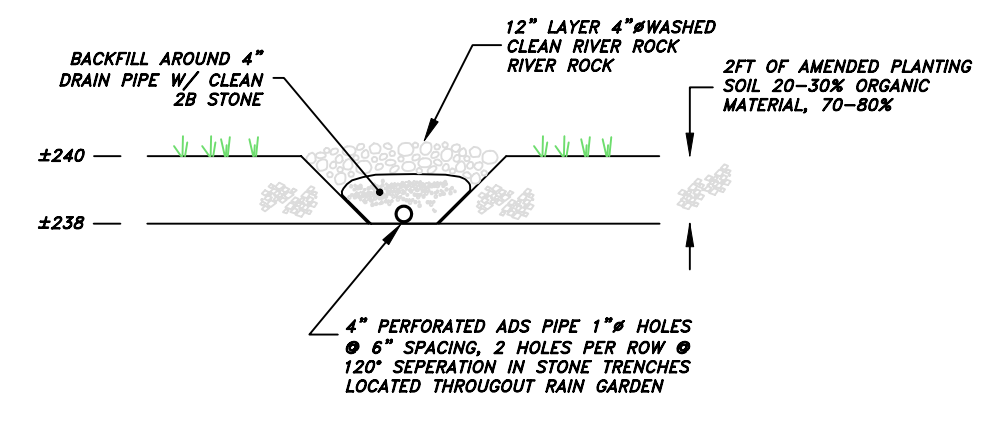 12" LAYER 4"ØWASHED
CLEAN RIVER ROCK
RIVER ROCK
BACKFILL AROUND 4"
DRAIN PIPE W/ CLEAN
2B STONE
2FT OF AMENDED PLANTING
SOIL 20-30% ORGANIC
MATERIAL, 70-80%
±240
±238
4" PERFORATED ADS PIPE 1"Ø HOLES
@ 6" SPACING, 2 HOLES PER ROW @
120° SEPERATION IN STONE TRENCHES
LOCATED THROUGOUT RAIN GARDEN